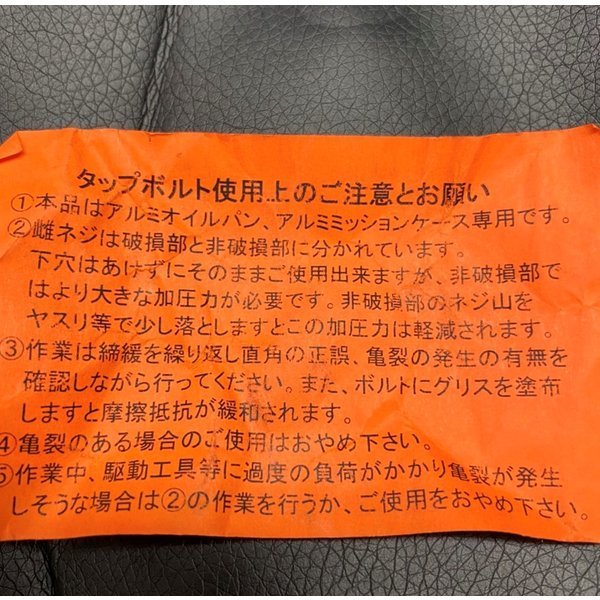 タップボルト使用上のご注意とお願い
①本品はアルミオイルパン、アルミミッションケース専用です。
②雌ネジは破損部と非破損部に分かれています。
下穴はあけずにそのままご使用出来ますが、非破損部で
はより大きな加圧力が必要です。非破損部のネジ山を
ヤスリ等で少し落としますとこの加圧力は軽減されます。
③作業は締緩を繰り返し直角の正誤、亀裂の発生の有無を
確認しながら行ってください。また、ボルトにグリスを塗布
しますと摩擦抵抗が緩和されます。
④亀裂のある場合のご使用はおやめ下さい。
⑤作業中、駆動工具等に過度の負荷がかかり亀裂が発生
しそうな場合は②の作業を行うか、ご使用をおやめ下さい。